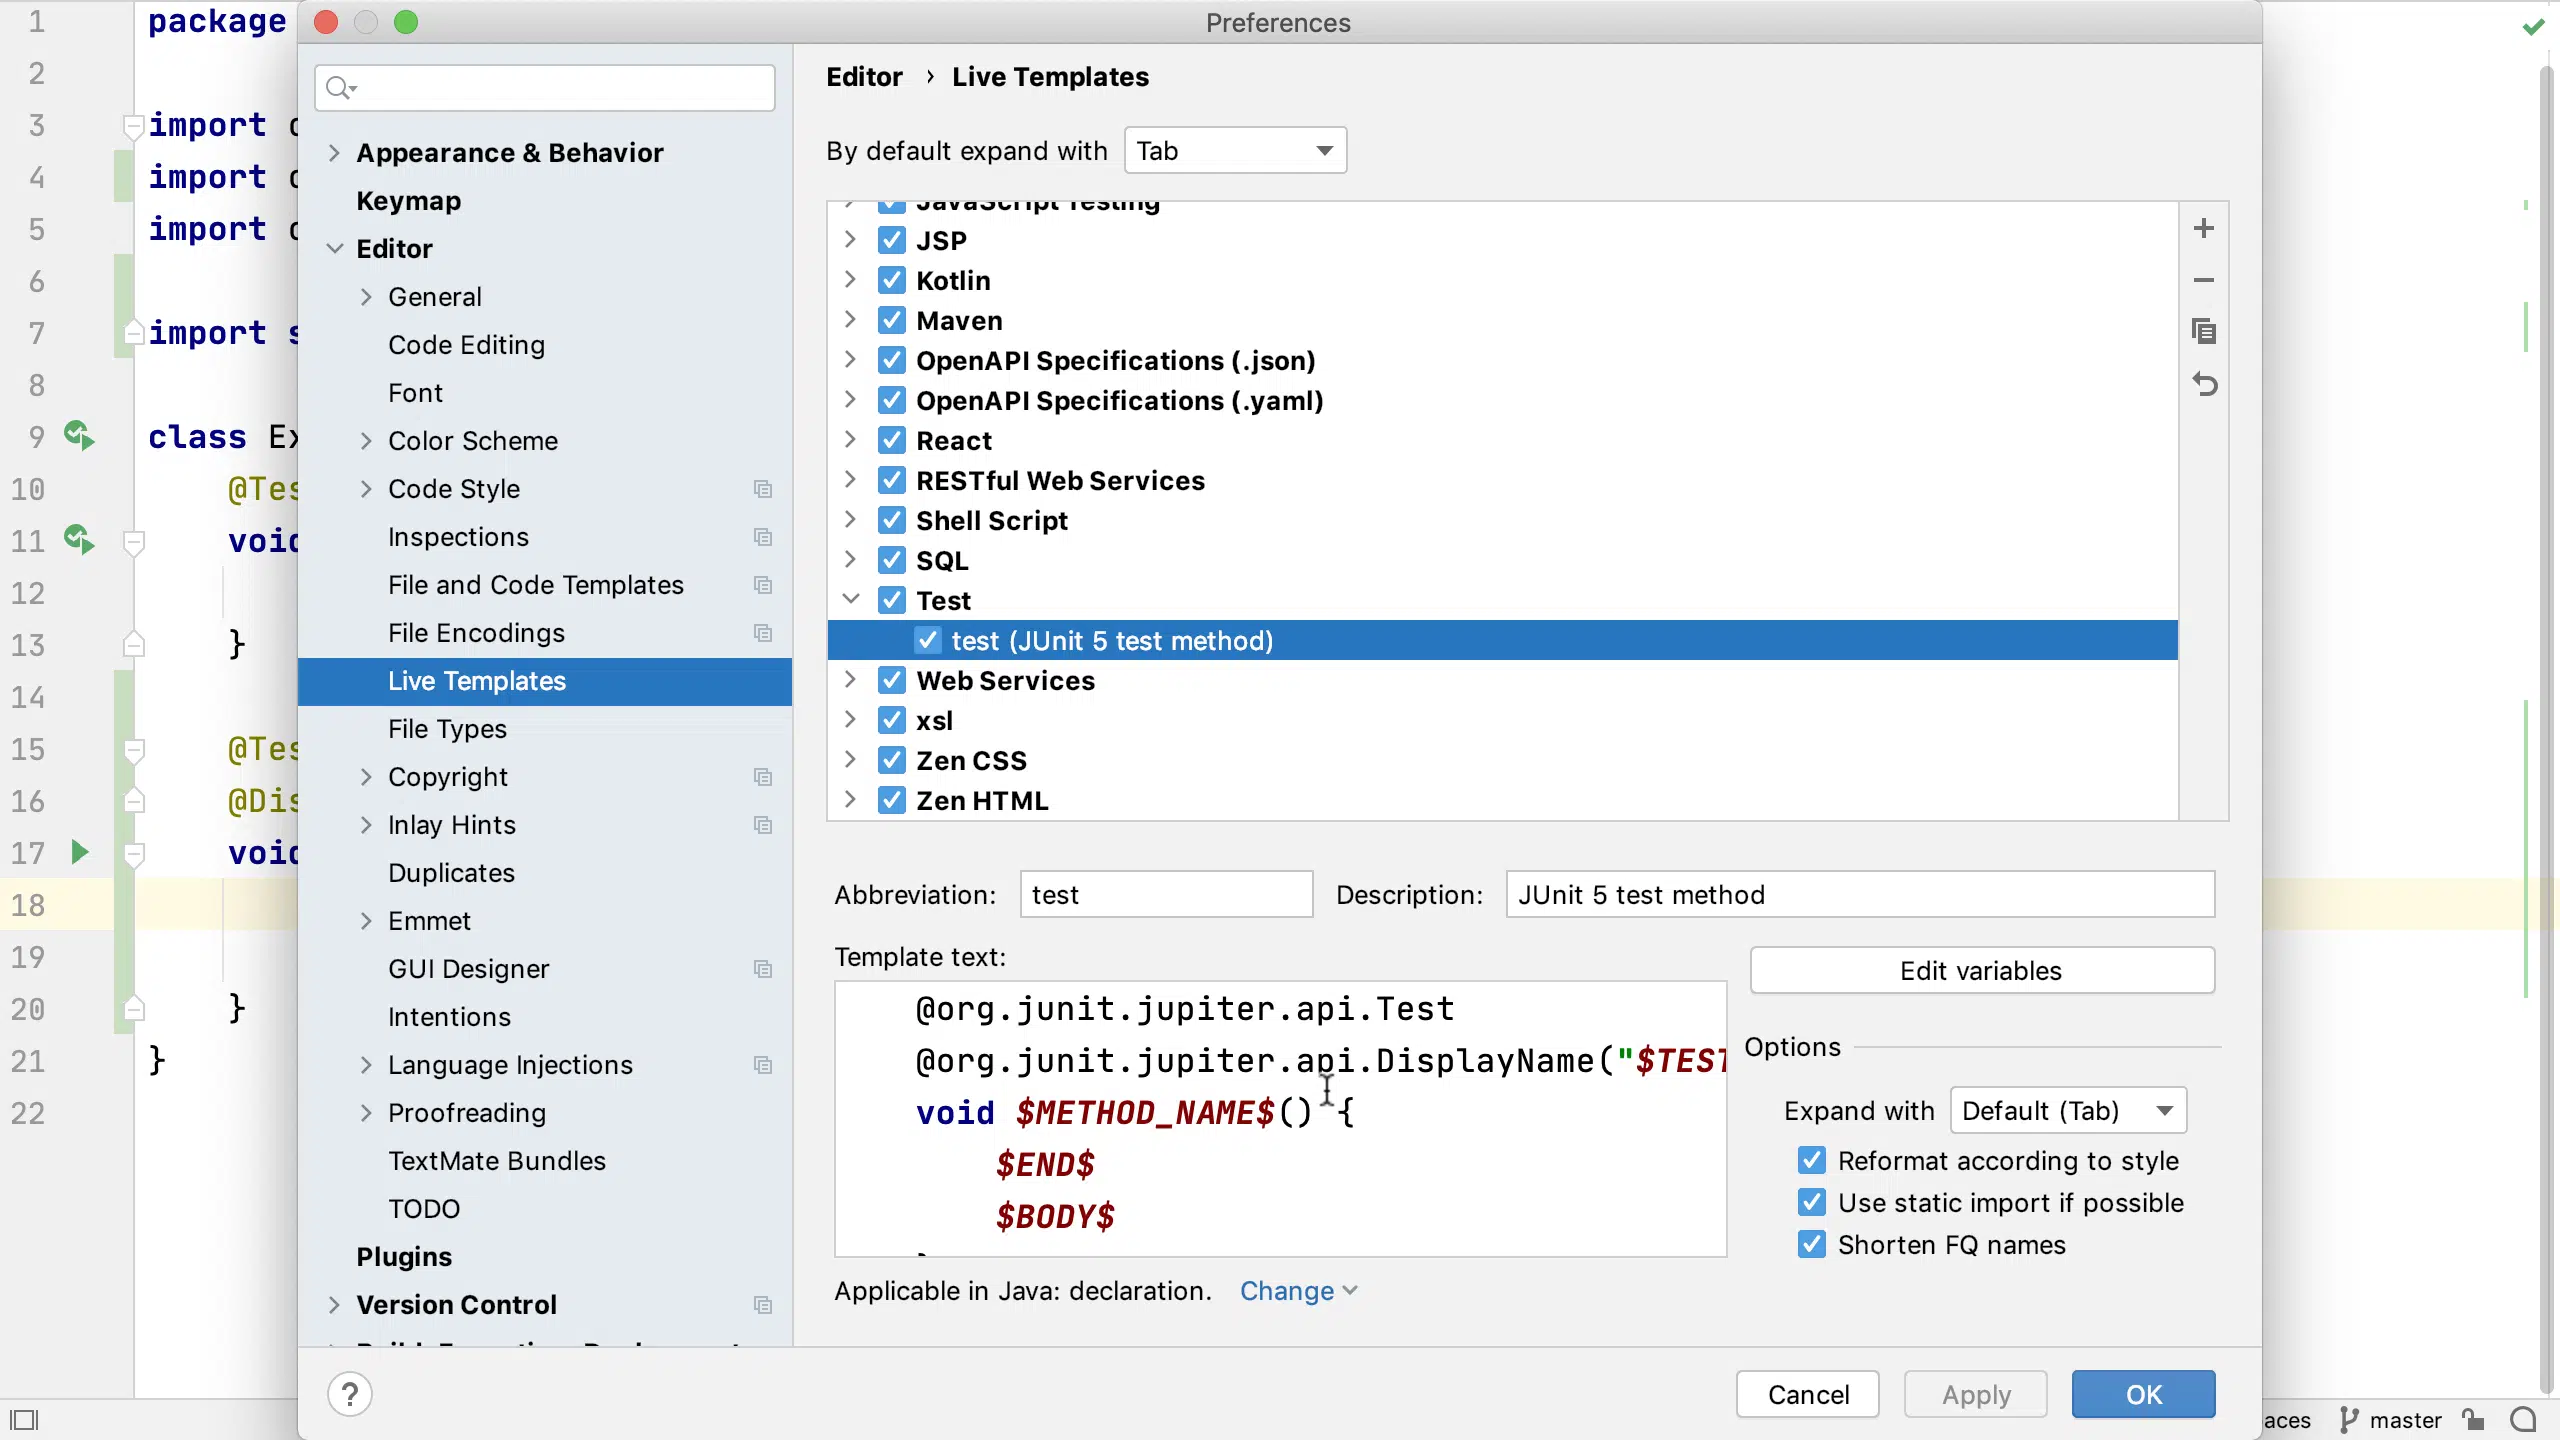 Preferences
1 package
2
3 import
4 import
5 import
6
7 import
8
9 class Ex
10 @Tes
11 void
12
13 }
14
15 @Tes
16 @Dis
17 void
18
19
20 }
21 }
22
Appearance & Behavior
Keymap
Editor
General
Code Editing
Font
Color Scheme
Code Style
Inspections
File and Code Templates
File Encodings
Live Templates
File Types
Copyright
Inlay Hints
Duplicates
Emmet
GUI Designer
Intentions
Language Injections
Proofreading
TextMate Bundles
TODO
Plugins
Version Control
Editor › Live Templates
By default expand with Tab
JavaScript Testing
JSP
Kotlin
Maven
OpenAPI Specifications (.json)
OpenAPI Specifications (.yaml)
React
RESTful Web Services
Shell Script
SQL
Test
test (JUnit 5 test method)
Web Services
xsl
Zen CSS
Zen HTML
Abbreviation: test Description: JUnit 5 test method
Template text:
@org.junit.jupiter.api.Test
@org.junit.jupiter.api.DisplayName("$TEST
void $METHOD_NAME$() {
$END$
$BODY$
Edit variables
Options
Expand with Default (Tab)
Reformat according to style
Use static import if possible
Shorten FQ names
Applicable in Java: declaration. Change
? Cancel Apply OK
aces master